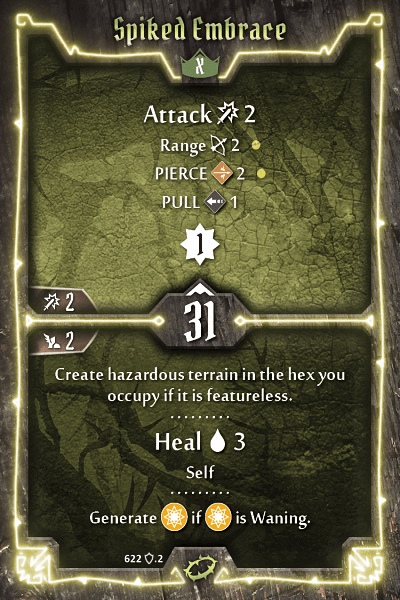 Spiked Embrace
X
Attack 2
Range 2
PIERCE 2
PULL 1
1
2
31
2
Create hazardous terrain in the hex you
occupy if it is featureless.
Heal 3
Self
Generate if is Waning.
622 .2